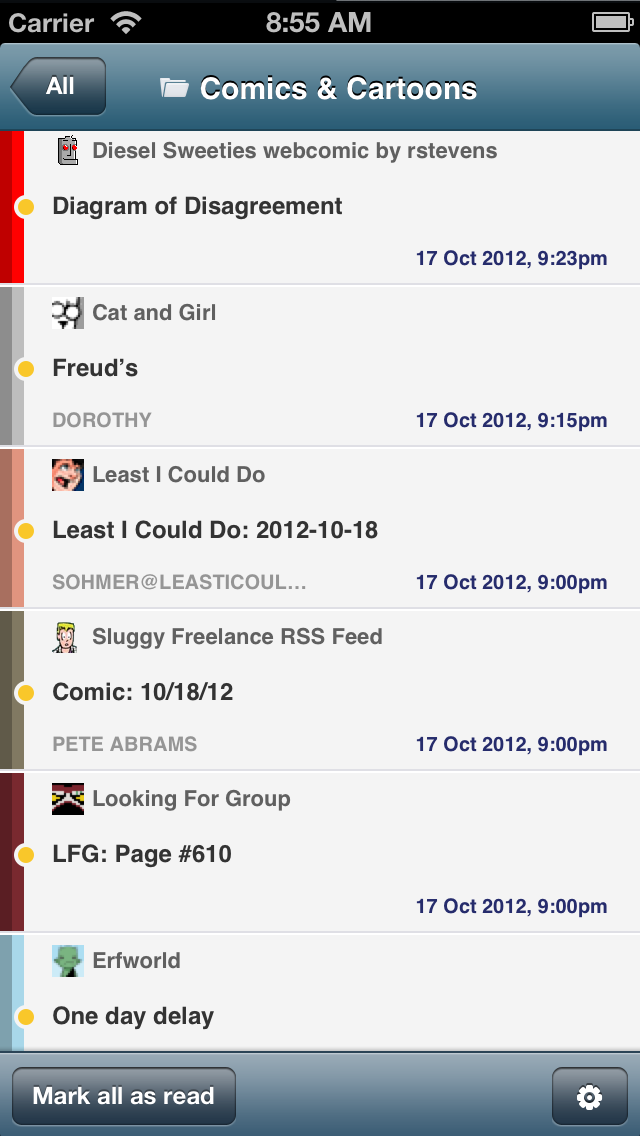 Carrier 8:55 AM
All Comics & Cartoons
Diesel Sweeties webcomic by rstevens
Diagram of Disagreement
17 Oct 2012, 9:23pm
Cat and Girl
Freud’s
DOROTHY 17 Oct 2012, 9:15pm
Least I Could Do
Least I Could Do: 2012-10-18
SOHMER@LEASTICOUL... 17 Oct 2012, 9:00pm
Sluggy Freelance RSS Feed
Comic: 10/18/12
PETE ABRAMS 17 Oct 2012, 9:00pm
Looking For Group
LFG: Page #610
17 Oct 2012, 9:00pm
Erfworld
One day delay
Mark all as read